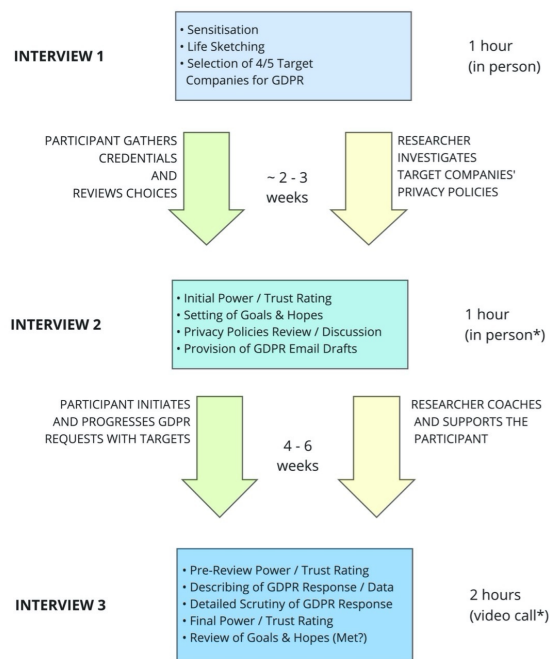 INTERVIEW 1
• Sensitisation
• Life Sketching
• Selection of 4/5 Target
Companies for GDPR
1 hour
(in person)
PARTICIPANT GATHERS
CREDENTIALS
AND
REVIEWS CHOICES
~ 2 - 3
weeks
RESEARCHER
INVESTIGATES
TARGET COMPANIES'
PRIVACY POLICIES
INTERVIEW 2
• Initial Power / Trust Rating
• Setting of Goals & Hopes
• Privacy Policies Review / Discussion
• Provision of GDPR Email Drafts
1 hour
(in person*)
PARTICIPANT INITIATES
AND PROGRESSES GDPR
REQUESTS WITH TARGETS
4 - 6
weeks
RESEARCHER COACHES
AND SUPPORTS THE
PARTICIPANT
INTERVIEW 3
• Pre-Review Power / Trust Rating
• Describing of GDPR Response / Data
• Detailed Scrutiny of GDPR Response
• Final Power / Trust Rating
• Review of Goals & Hopes (Met?)
2 hours
(video call*)